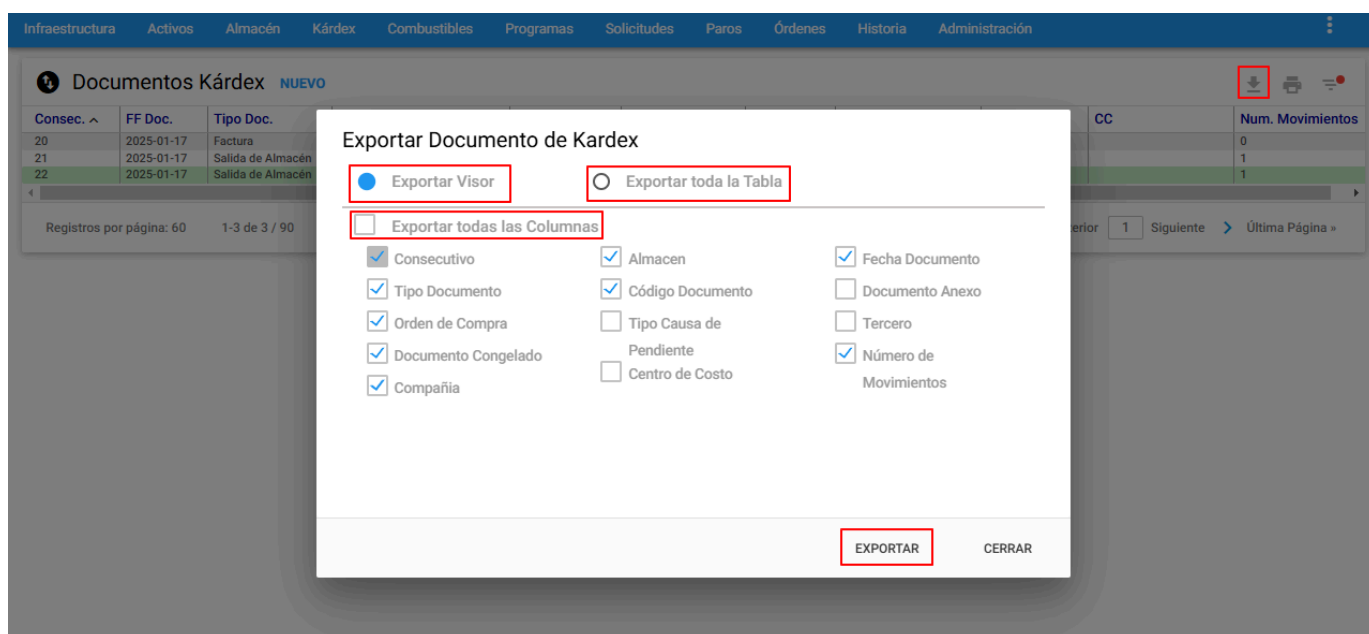 Infraestructura Activos Almacén Kárdex Combustibles Programas Solicitudes Paros Órdenes Historia Administración
Documentos Kárdex NUEVO
Consec. FF Doc. Tipo Doc. CC Num. Movimientos
20 2025-01-17 Factura 0
21 2025-01-17 Salida de Almacén 1
22 2025-01-17 Salida de Almacén 1
Registros por página: 60 1-3 de 3 / 90 erior 1 Siguiente Última Página »
Exportar Documento de Kardex
Exportar Visor Exportar toda la Tabla
Exportar todas las Columnas
Consecutivo Almacen Fecha Documento
Tipo Documento Código Documento Documento Anexo
Orden de Compra Tipo Causa de Tercero
Pendiente
Documento Congelado Número de
Centro de Costo
Compañia Movimientos
EXPORTAR CERRAR